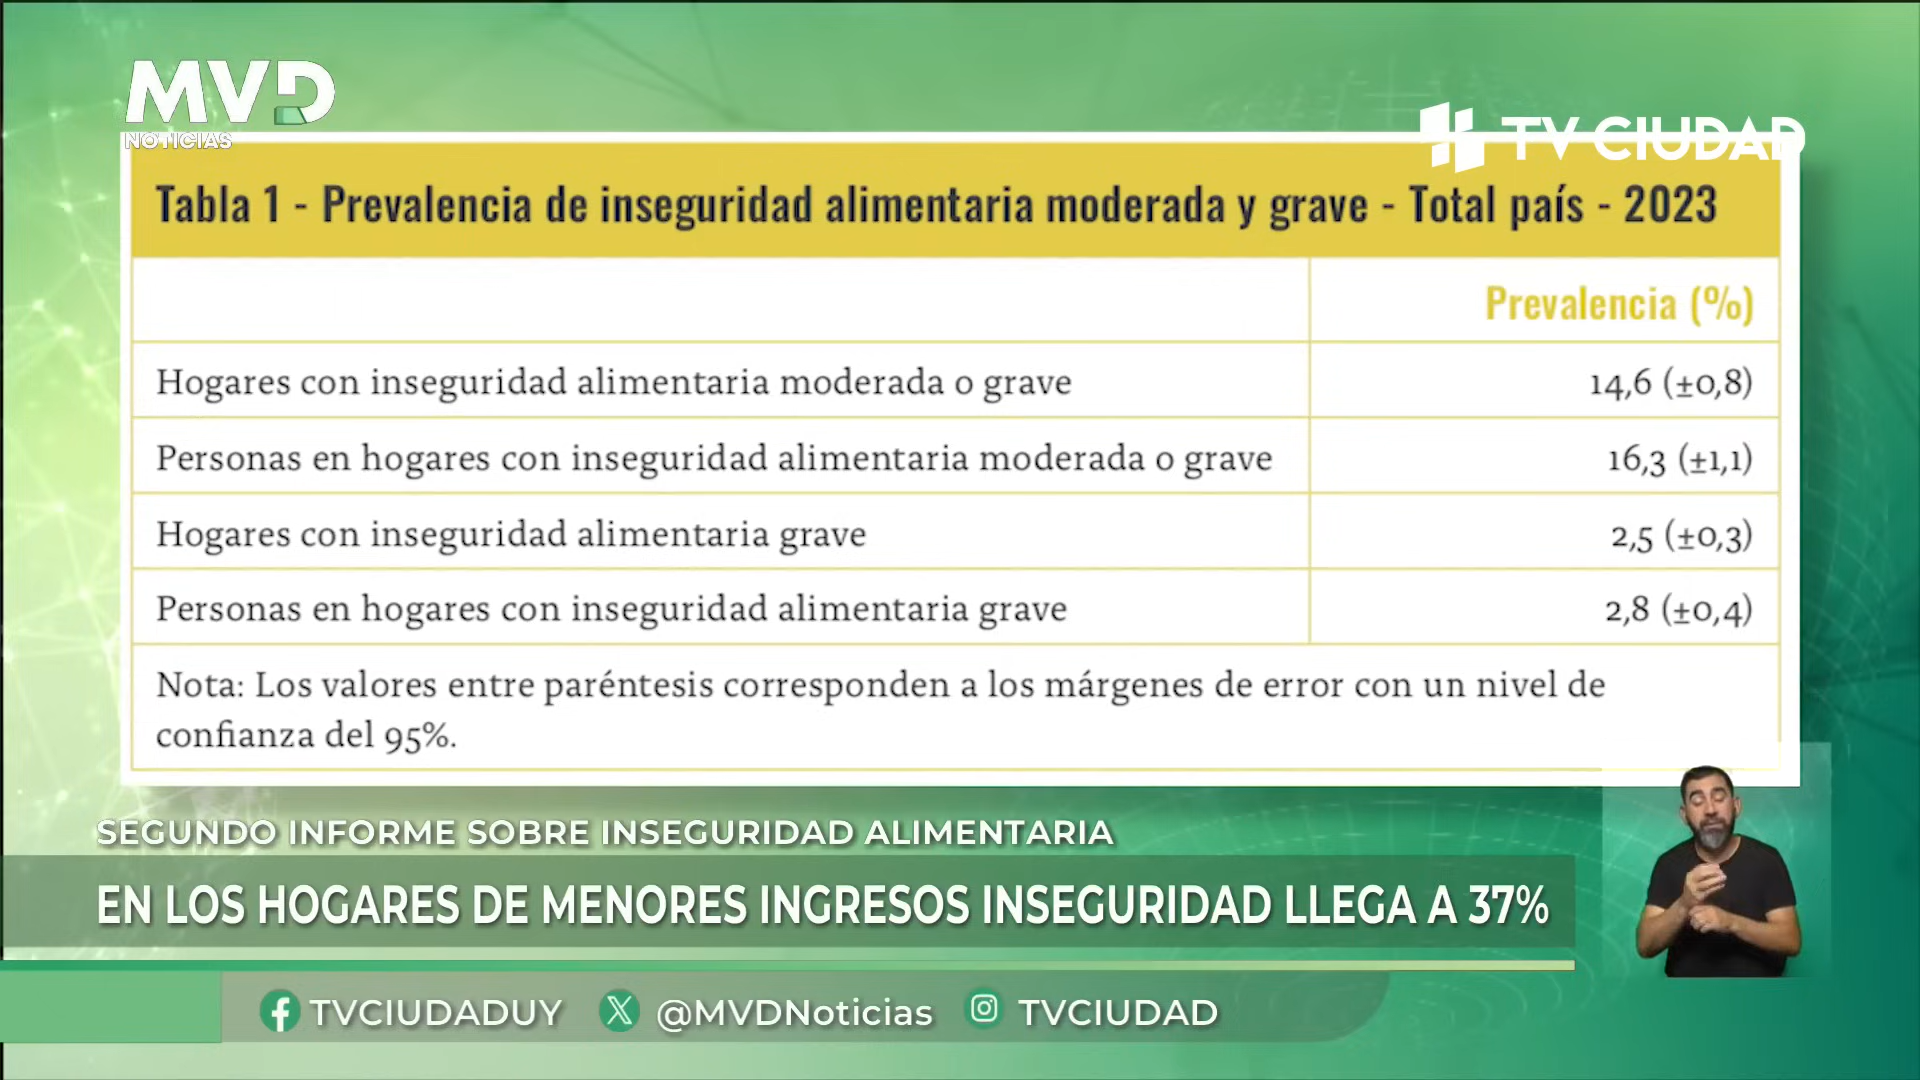 MVD
NOTICIAS
TV CIUDAD
Tabla 1 - Prevalencia de inseguridad alimentaria moderada y grave - Total país - 2023
Prevalencia (%)
Hogares con inseguridad alimentaria moderada o grave 14,6 (±0,8)
Personas en hogares con inseguridad alimentaria moderada o grave 16,3 (±1,1)
Hogares con inseguridad alimentaria grave 2,5 (±0,3)
Personas en hogares con inseguridad alimentaria grave 2,8 (±0,4)
Nota: Los valores entre paréntesis corresponden a los márgenes de error con un nivel de
confianza del 95%.
SEGUNDO INFORME SOBRE INSEGURIDAD ALIMENTARIA
EN LOS HOGARES DE MENORES INGRESOS INSEGURIDAD LLEGA A 37%
TVCIUDADUY @MVDNoticias TVCIUDAD